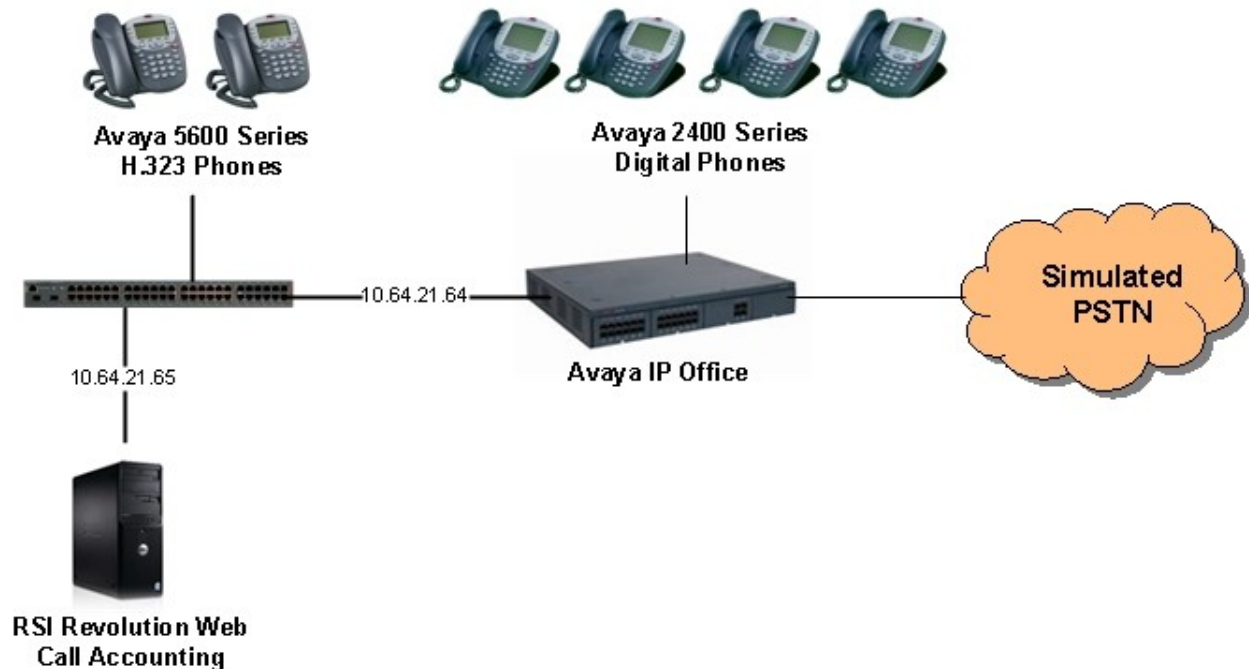 Avaya 5600 Series
H.323 Phones
Avaya 2400 Series
Digital Phones
10.64.21.64
Avaya IP Office
Simulated
PSTN
10.64.21.65
RSI Revolution Web
Call Accounting